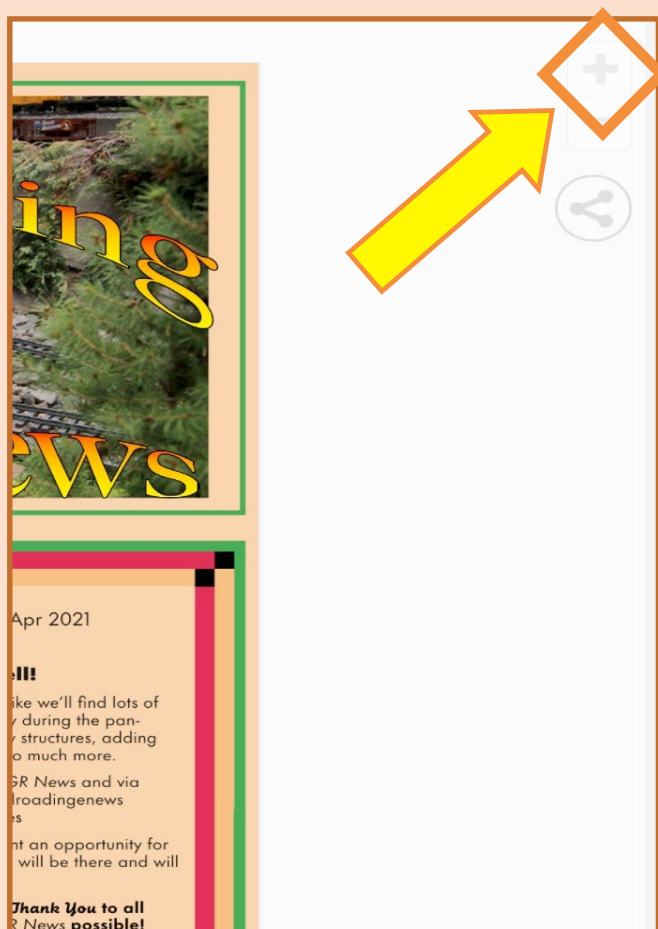 ing
ews
Apr 2021
ll!
ike we'll find lots of
during the pan-
structures, adding
o much more.
GR News and via
lroadingenews
es
nt an opportunity for
will be there and will
Thank You to all
R News possible!